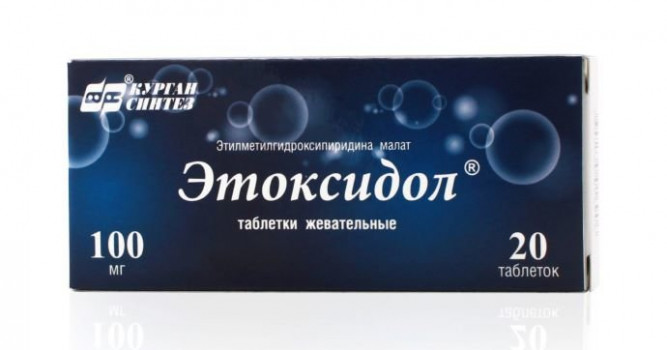 ®
КУРГАН
СИНТЕЗ
Этилметилгидроксипиридина малат
Этоксидол®
таблетки жевательные
100
мг
20
таблеток